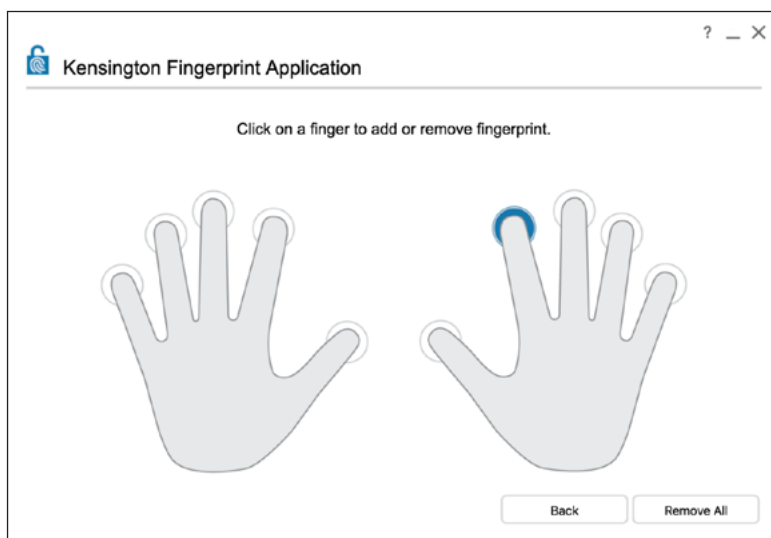 ? _ X
Kensington Fingerprint Application
Click on a finger to add or remove fingerprint.
Back Remove All